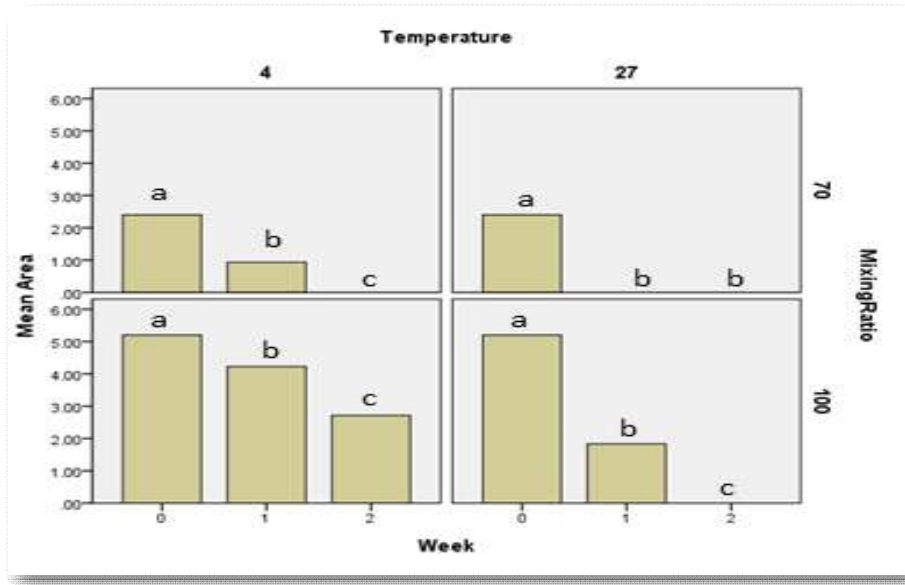 Temperature
4 27
6.00
5.00
4.00
3.00
2.00
1.00
.00
a
b
c
a
b b
70
6.00
5.00
4.00
3.00
2.00
1.00
.00
a
b
c
a
b
c
100
Mean Area
MixingRatio
0 1 2 0 1 2
Week